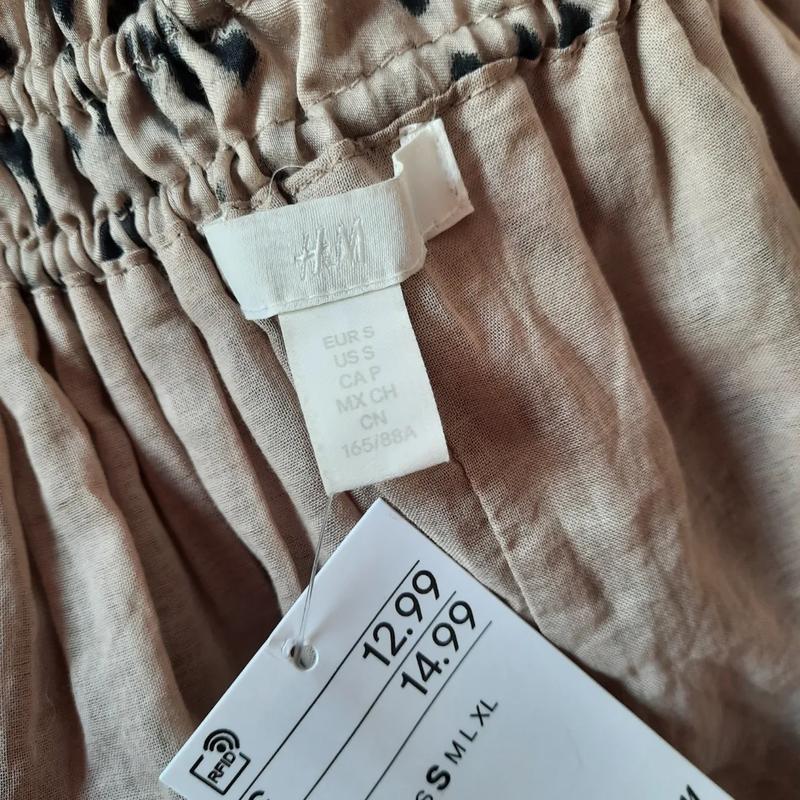 H&M
EUR S
US S
CA P
MX CH
CN
165/88A
12.99
14.99
S M L XL
RFID